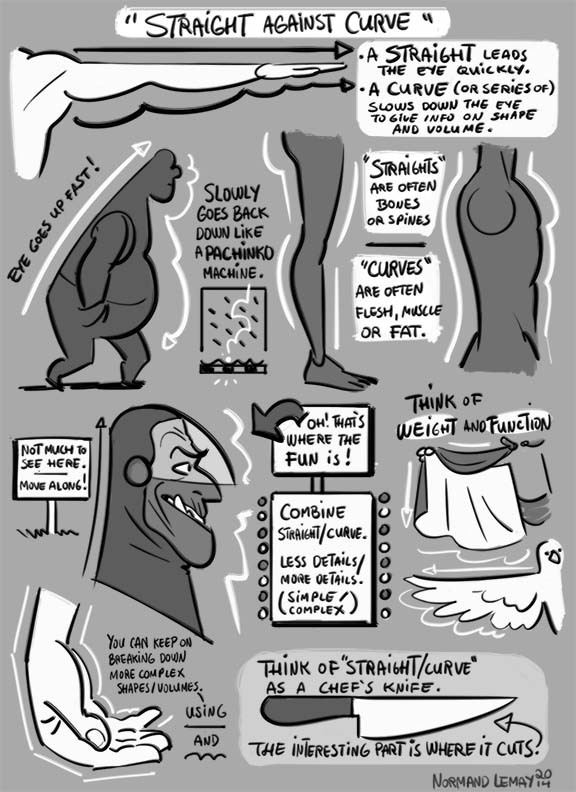 "STRAIGHT AGAINST CURVE"
• A STRAIGHT LEADS
THE EYE QUICKLY.
• A CURVE (OR SERIES OF)
SLOWS DOWN THE EYE
TO GIVE INFO ON SHAPE
AND VOLUME.
EYE GOES UP FAST!
SLOWLY
GOES BACK
DOWN LIKE
A PACHINKO
MACHINE.
"STRAIGHTS"
ARE OFTEN
BONES
OR SPINES
"CURVES"
ARE OFTEN
FLESH, MUSCLE
OR FAT.
NOT MUCH TO
SEE HERE.
MOVE ALONG!
OH! THAT'S
WHERE THE
FUN IS!
COMBINE
STRAIGHT/CURVE.
LESS DETAILS/
MORE DETAILS.
(SIMPLE/
COMPLEX)
THINK OF
WEIGHT AND FUNCTION
YOU CAN KEEP ON
BREAKING DOWN
MORE COMPLEX
SHAPES/VOLUMES.
USING
AND
THINK OF "STRAIGHT/CURVE"
AS A CHEF'S KNIFE.
THE INTERESTING PART IS WHERE IT CUTS!
NORMAND LEMAY 2014